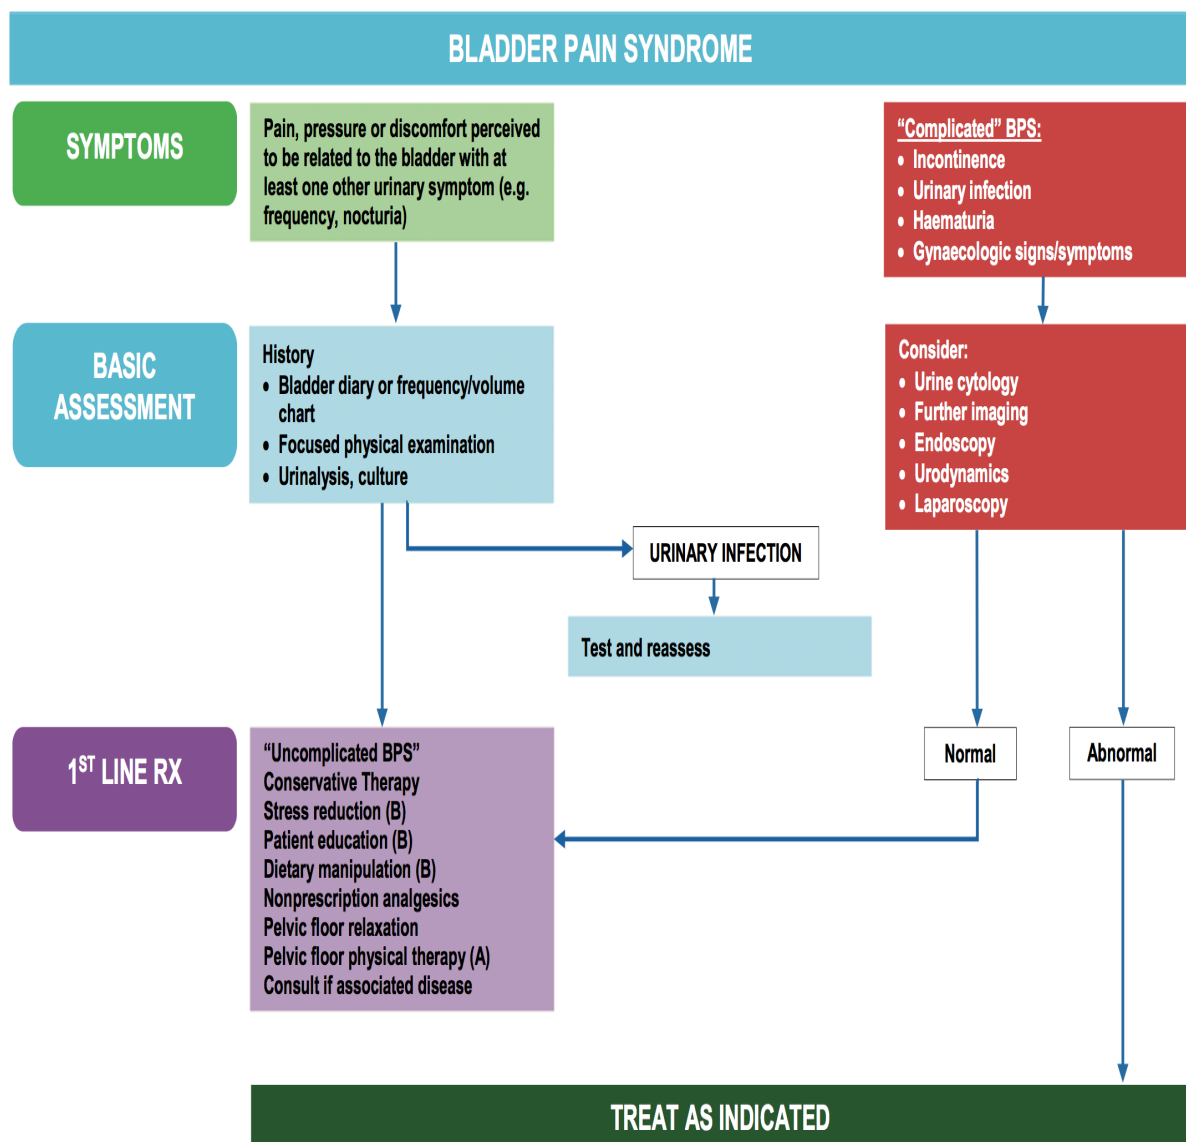 BLADDER PAIN SYNDROME
SYMPTOMS
Pain, pressure or discomfort perceived
to be related to the bladder with at
least one other urinary symptom (e.g.
frequency, nocturia)
"Complicated" BPS:
• Incontinence
• Urinary infection
• Haematuria
• Gynaecologic signs/symptoms
BASIC
ASSESSMENT
History
• Bladder diary or frequency/volume
chart
• Focused physical examination
• Urinalysis, culture
Consider:
• Urine cytology
• Further imaging
• Endoscopy
• Urodynamics
• Laparoscopy
URINARY INFECTION
Test and reassess
1ST LINE RX
"Uncomplicated BPS"
Conservative Therapy
Stress reduction (B)
Patient education (B)
Dietary manipulation (B)
Nonprescription analgesics
Pelvic floor relaxation
Pelvic floor physical therapy (A)
Consult if associated disease
Normal
Abnormal
TREAT AS INDICATED